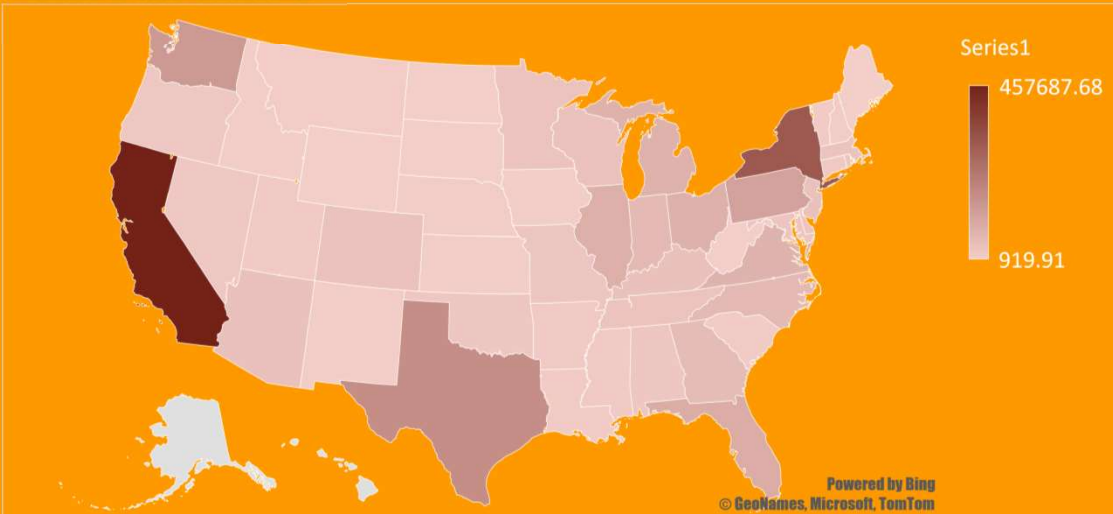 Series1
457687.68
919.91
Powered by Bing
© GeoNames, Microsoft, TomTom